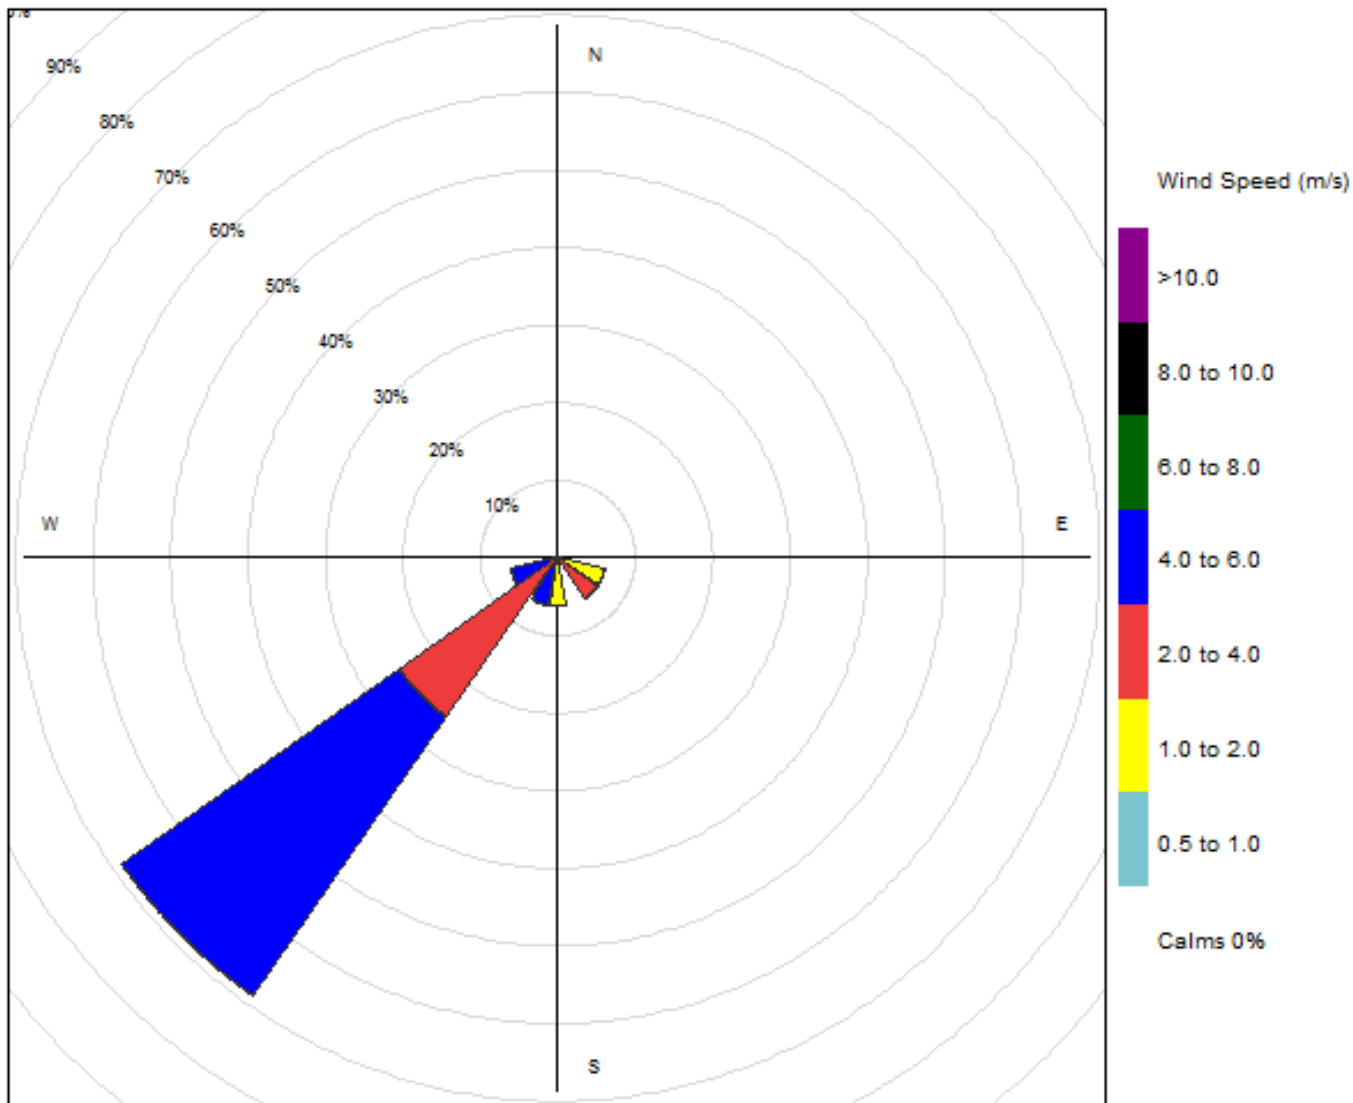 N
90%
80%
70%
60%
50%
40%
30%
20%
10%
W
E
S
Wind Speed (m/s)
>10.0
8.0 to 10.0
6.0 to 8.0
4.0 to 6.0
2.0 to 4.0
1.0 to 2.0
0.5 to 1.0
Calms 0%